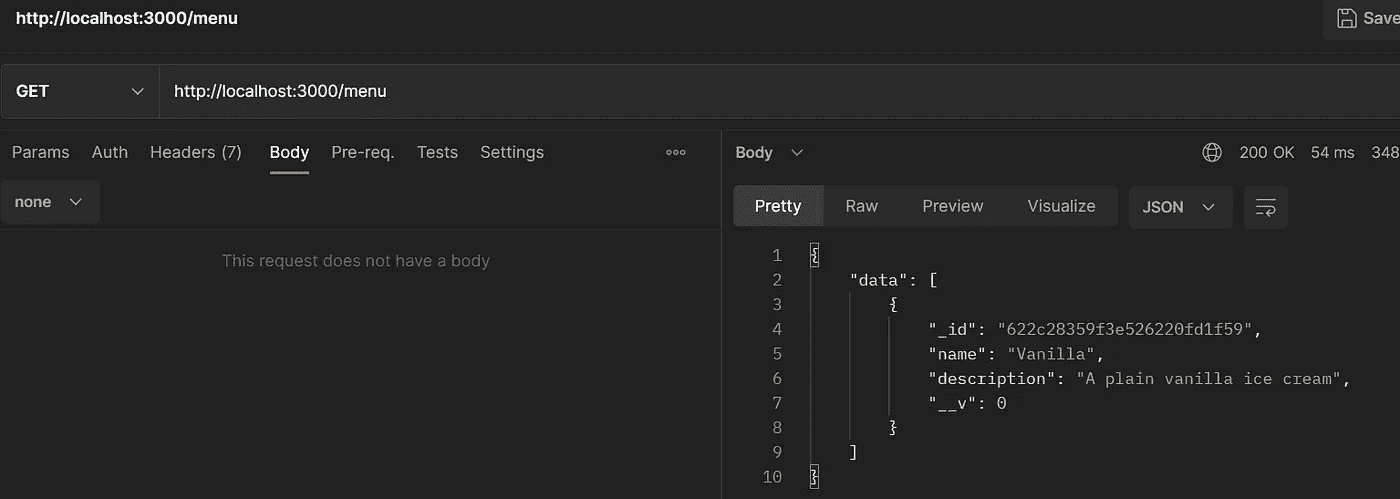 http://localhost:3000/menu
Save
GET http://localhost:3000/menu
Params Auth Headers (7) Body Pre-req. Tests Settings
none
This request does not have a body
Body 200 OK 54 ms 348
Pretty Raw Preview Visualize JSON
1 {
2 "data": [
3 {
4 "_id": "622c28359f3e526220fd1f59",
5 "name": "Vanilla",
6 "description": "A plain vanilla ice cream",
7 "__v": 0
8 }
9 ]
10 }